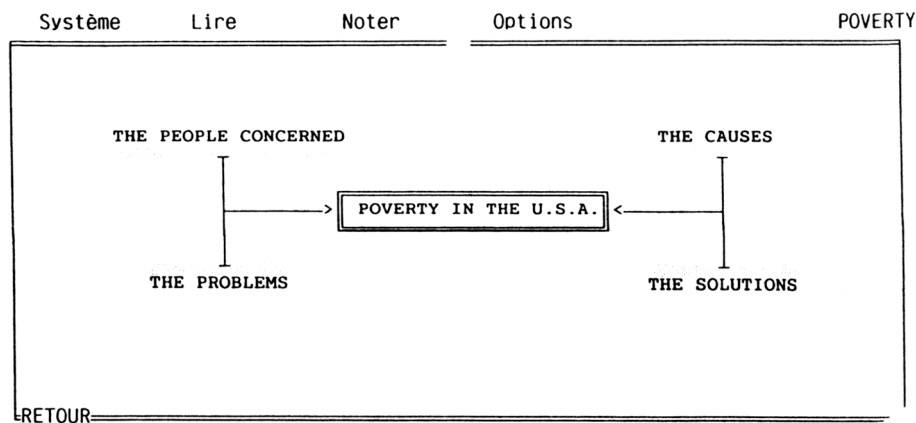 Système Lire Noter Options POVERTY
THE PEOPLE CONCERNED THE CAUSES
POVERTY IN THE U.S.A.
THE PROBLEMS THE SOLUTIONS
RETOUR